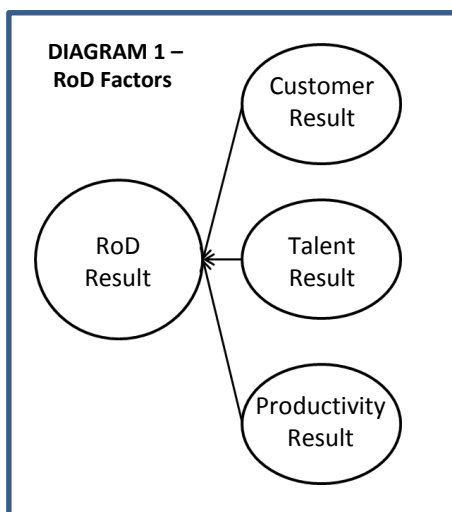 DIAGRAM 1 –
RoD Factors
Customer
Result
RoD
Result
Talent
Result
Productivity
Result